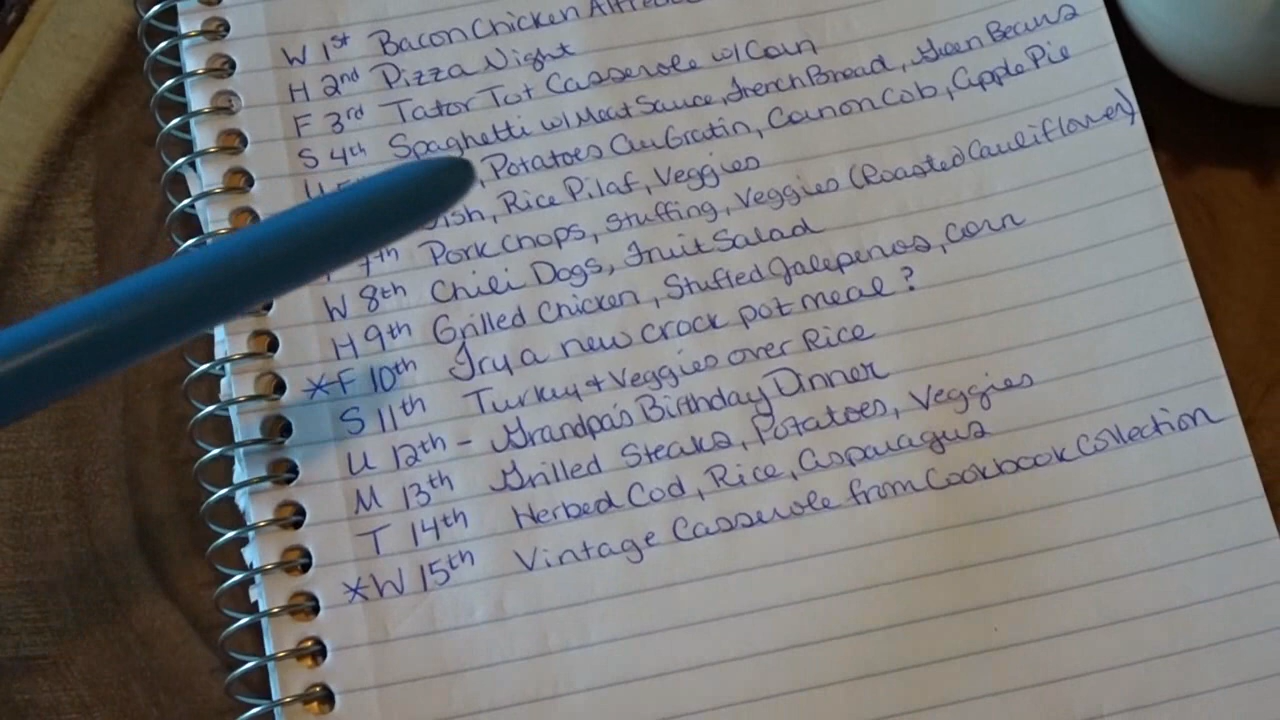 W 1st Bacon Chicken Alfredo
H 2nd Pizza Night
F 3rd Tator Tot Casserole w/ Corn
S 4th Spaghetti w/ Meat Sauce, French Bread, Green Beans
U , Potatoes Au Gratin, Corn on Cob, Apple Pie
, Rice Pilaf, Veggies
7th Pork Chops, Stuffing, Veggies (Roasted Cauliflower)
W 8th Chili Dogs, Fruit Salad
H 9th Grilled Chicken, Stuffed Jalepenos, Corn
*F 10th Try a new crock pot meal?
S 11th Turkey + Veggies over Rice
U 12th - Grandpa's Birthday Dinner
M 13th Grilled Steaks, Potatoes, Veggies
T 14th Herbed Cod, Rice, Asparagus
*W 15th Vintage Casserole from Cookbook Collection